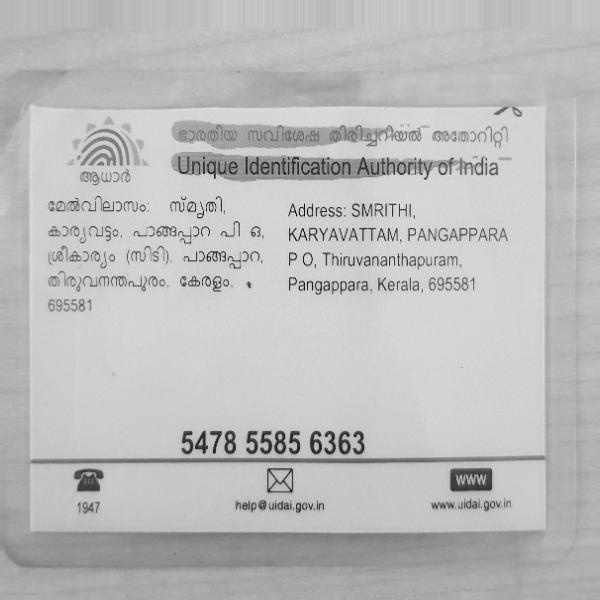 ഭാരതീയ സവിശേഷ തിരിച്ചറിയൽ അതോറിറ്റി
Unique Identification Authority of India
ആധാർ
മേൽവിലാസം: സ്മൃതി,
കാര്യവട്ടം, പാങ്ങപ്പാറ പി ഒ,
ശ്രീകാര്യം (സിടി), പാങ്ങപ്പാറ,
തിരുവനന്തപുരം, കേരളം,
695581
Address: SMRITHI,
KARYAVATTAM, PANGAPPARA
P O, Thiruvananthapuram,
Pangappara, Kerala, 695581
5478 5585 6363
1947
help@uidai.gov.in
www
www.uidai.gov.in